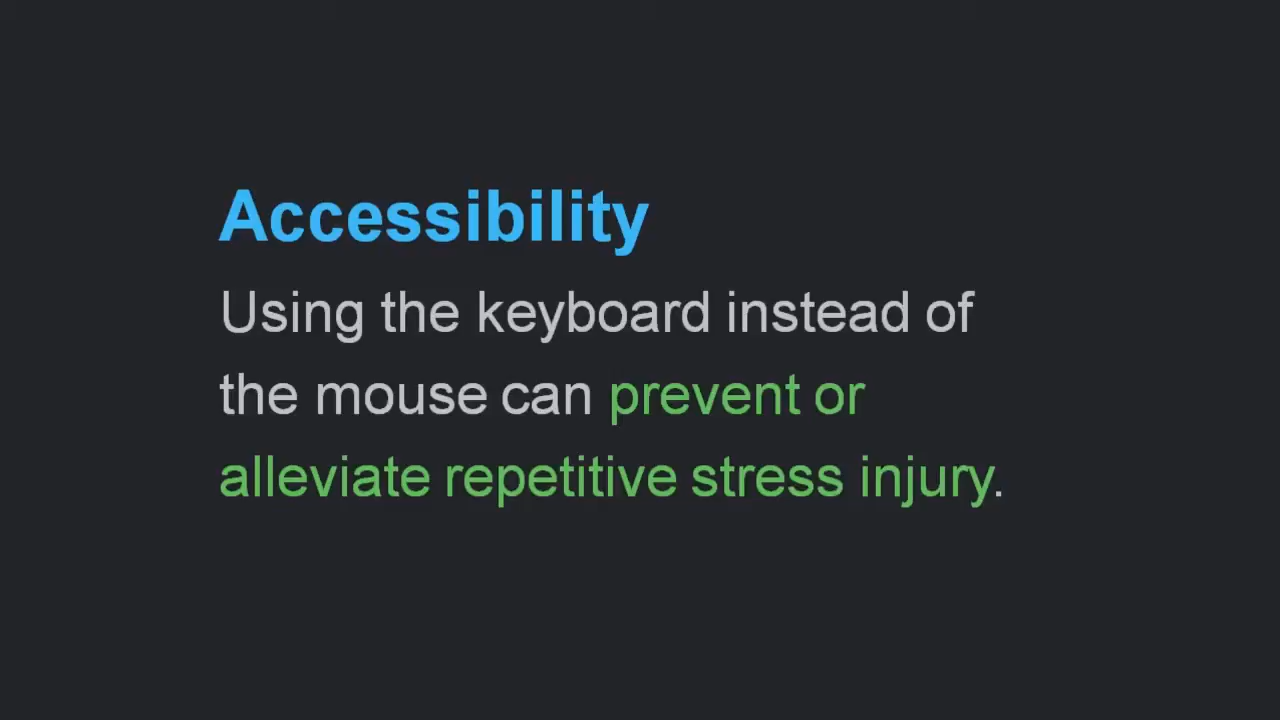 Accessibility
Using the keyboard instead of
the mouse can prevent or
alleviate repetitive stress injury.